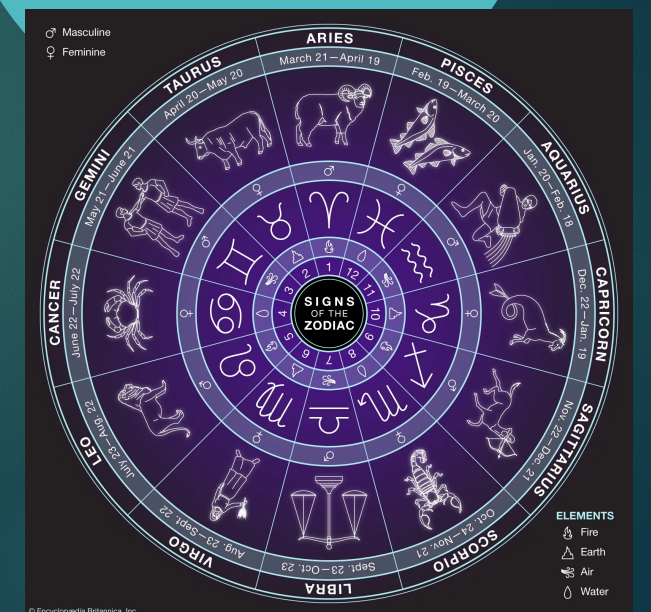 Masculine
Feminine
ARIES
March 21—April 19
PISCES
Feb. 19—March 20
AQUARIUS
Jan. 20—Feb. 18
CAPRICORN
Dec. 22—Jan. 19
SAGITTARIUS
Nov. 22—Dec. 21
SCORPIO
Oct. 24—Nov. 21
LIBRA
Sept. 23—Oct. 23
VIRGO
Aug. 23—Sept. 22
LEO
July 23—Aug. 22
CANCER
June 22—July 22
GEMINI
May 21—June 21
TAURUS
April 20—May 20
1
12
11
10
9
8
7
6
5
4
3
2
SIGNS
OF THE
ZODIAC
ELEMENTS
Fire
Earth
Air
Water
© Encyclopædia Britannica, Inc.